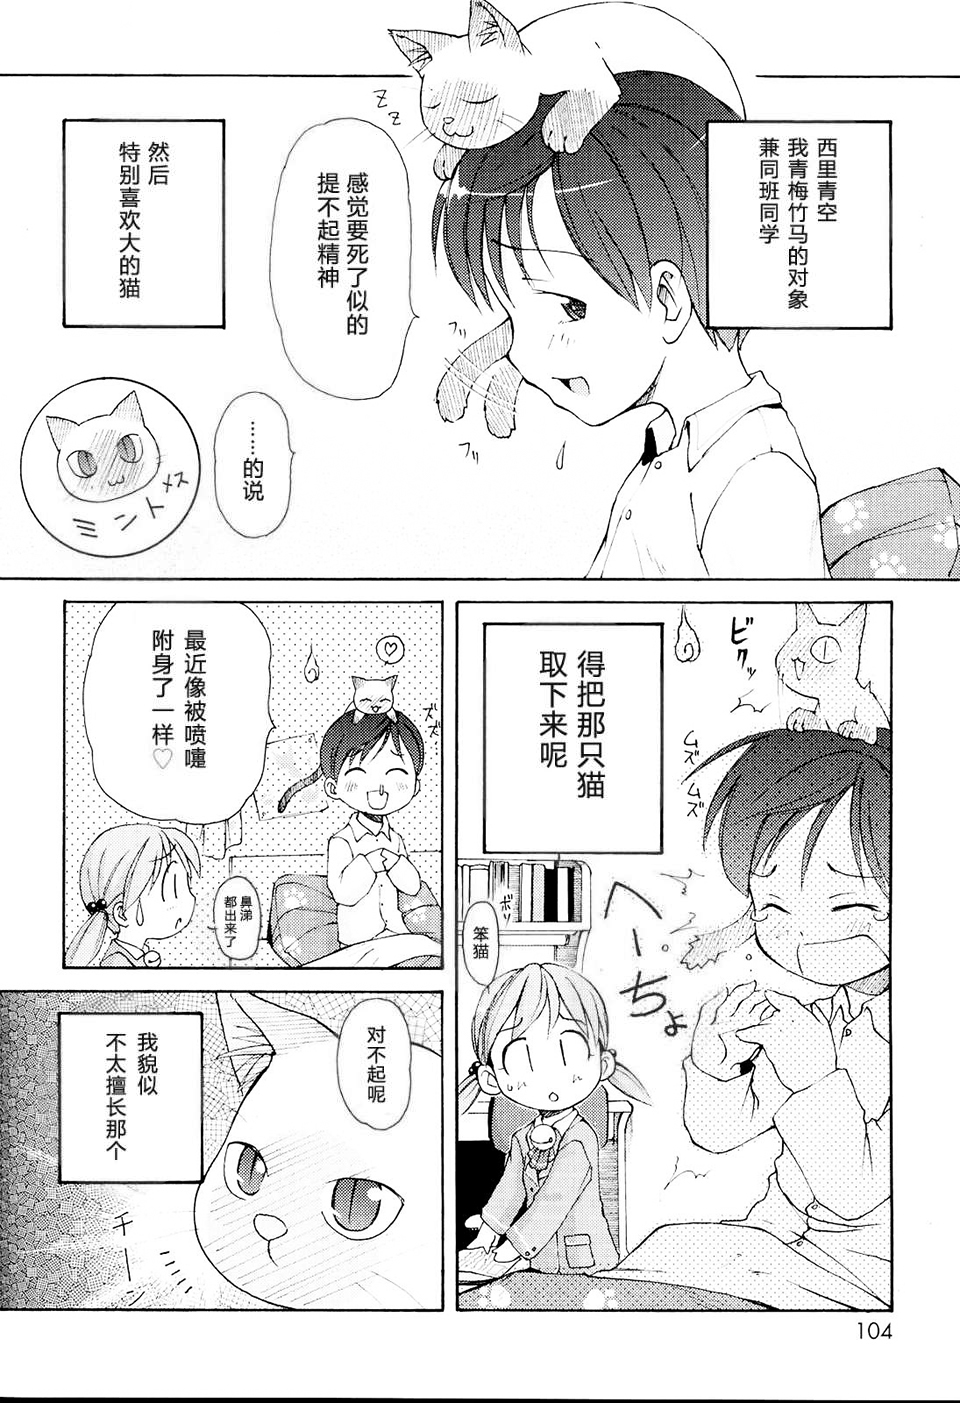 西里青空
我青梅竹马的对象
兼同班同学
ZZZ
感觉要死了似的
提不起精神
フッ
フッ
……的说
然后
特别喜欢大的猫
ミント
メス
得把那只猫
取下来呢
ビクッ
ムズ
ムズ
へーちょ
ボソ
笨猫
最近像被喷嚏
附身了一样♡
♡
ズズ
鼻涕
都出来了
对不起呢
我貌似
不太擅长那个
チーン
104